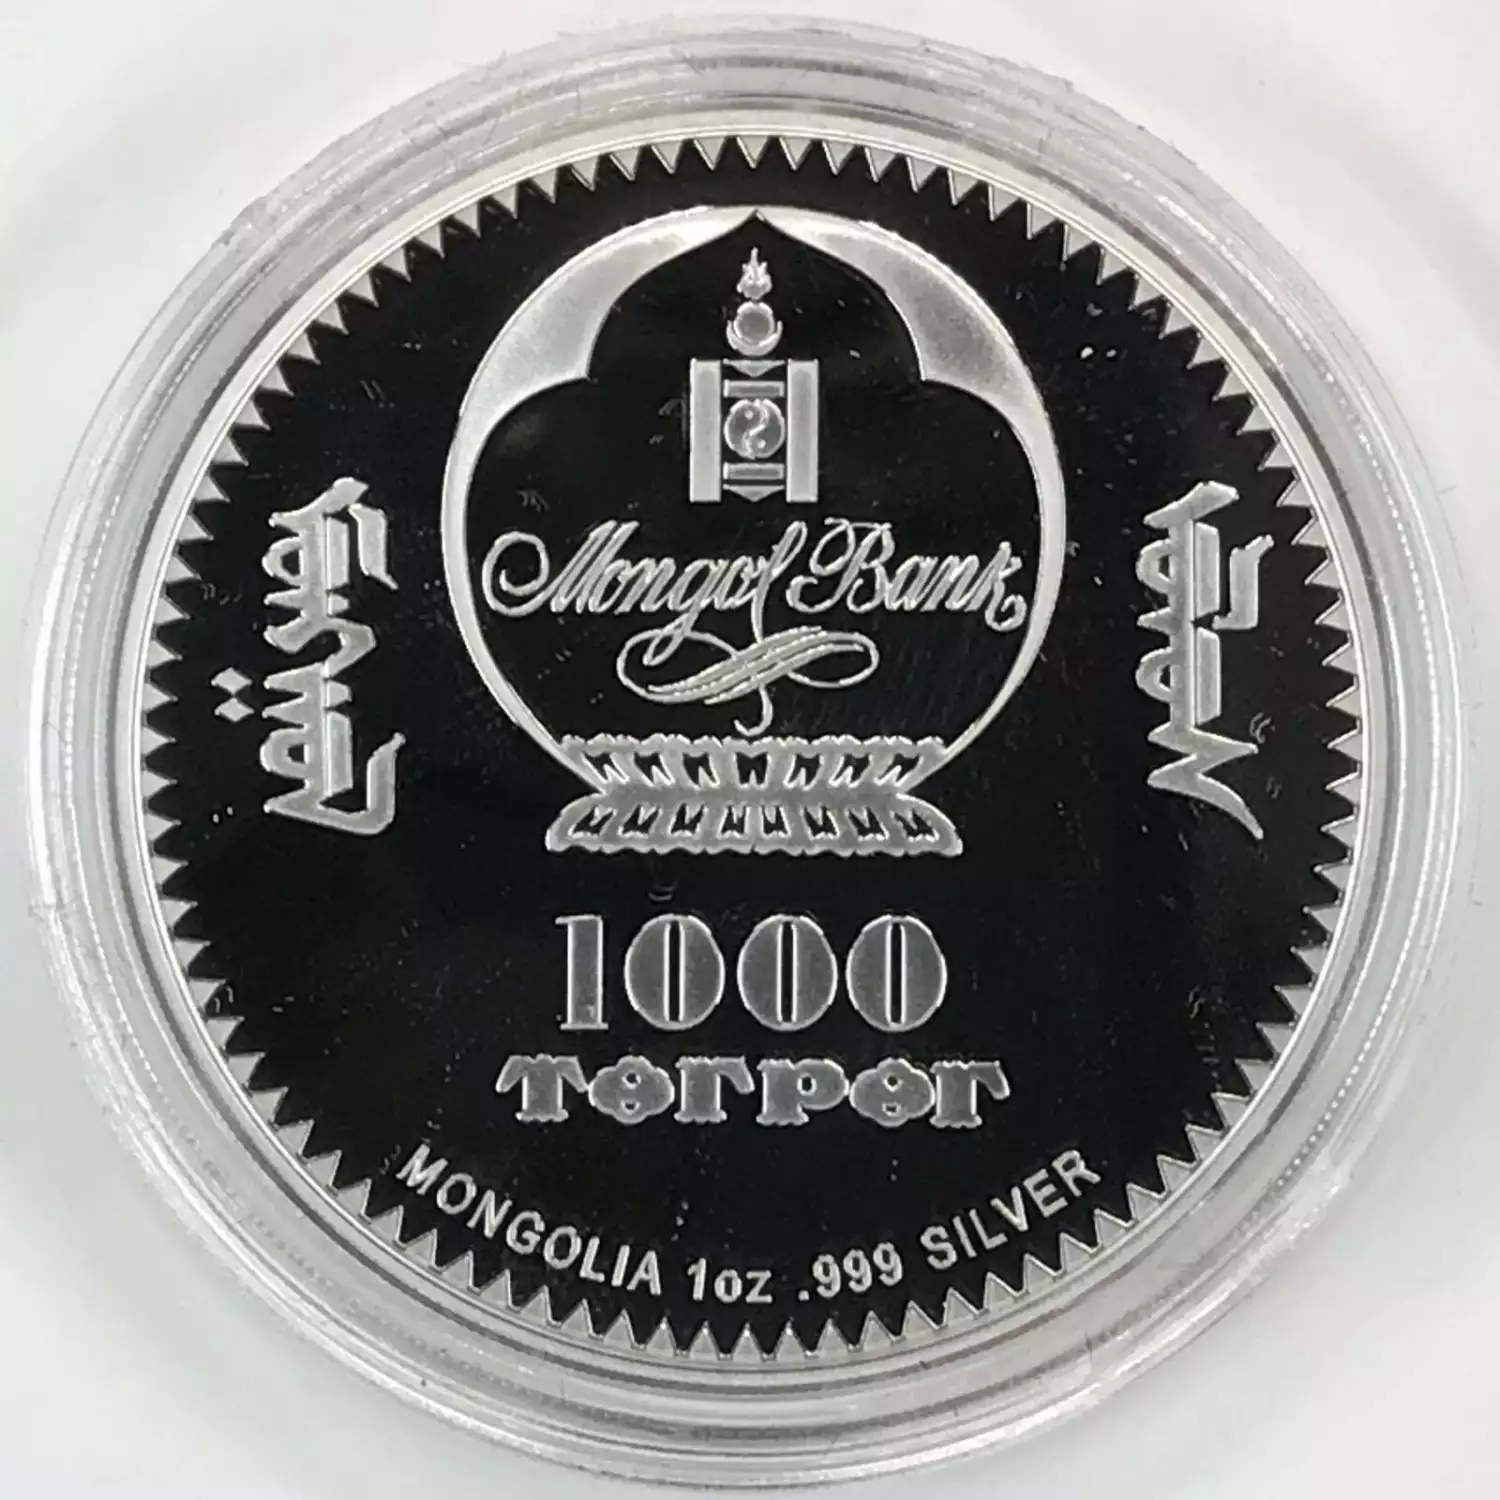 Mongol Bank
1000
төгрөг
MONGOLIA 1oz .999 SILVER